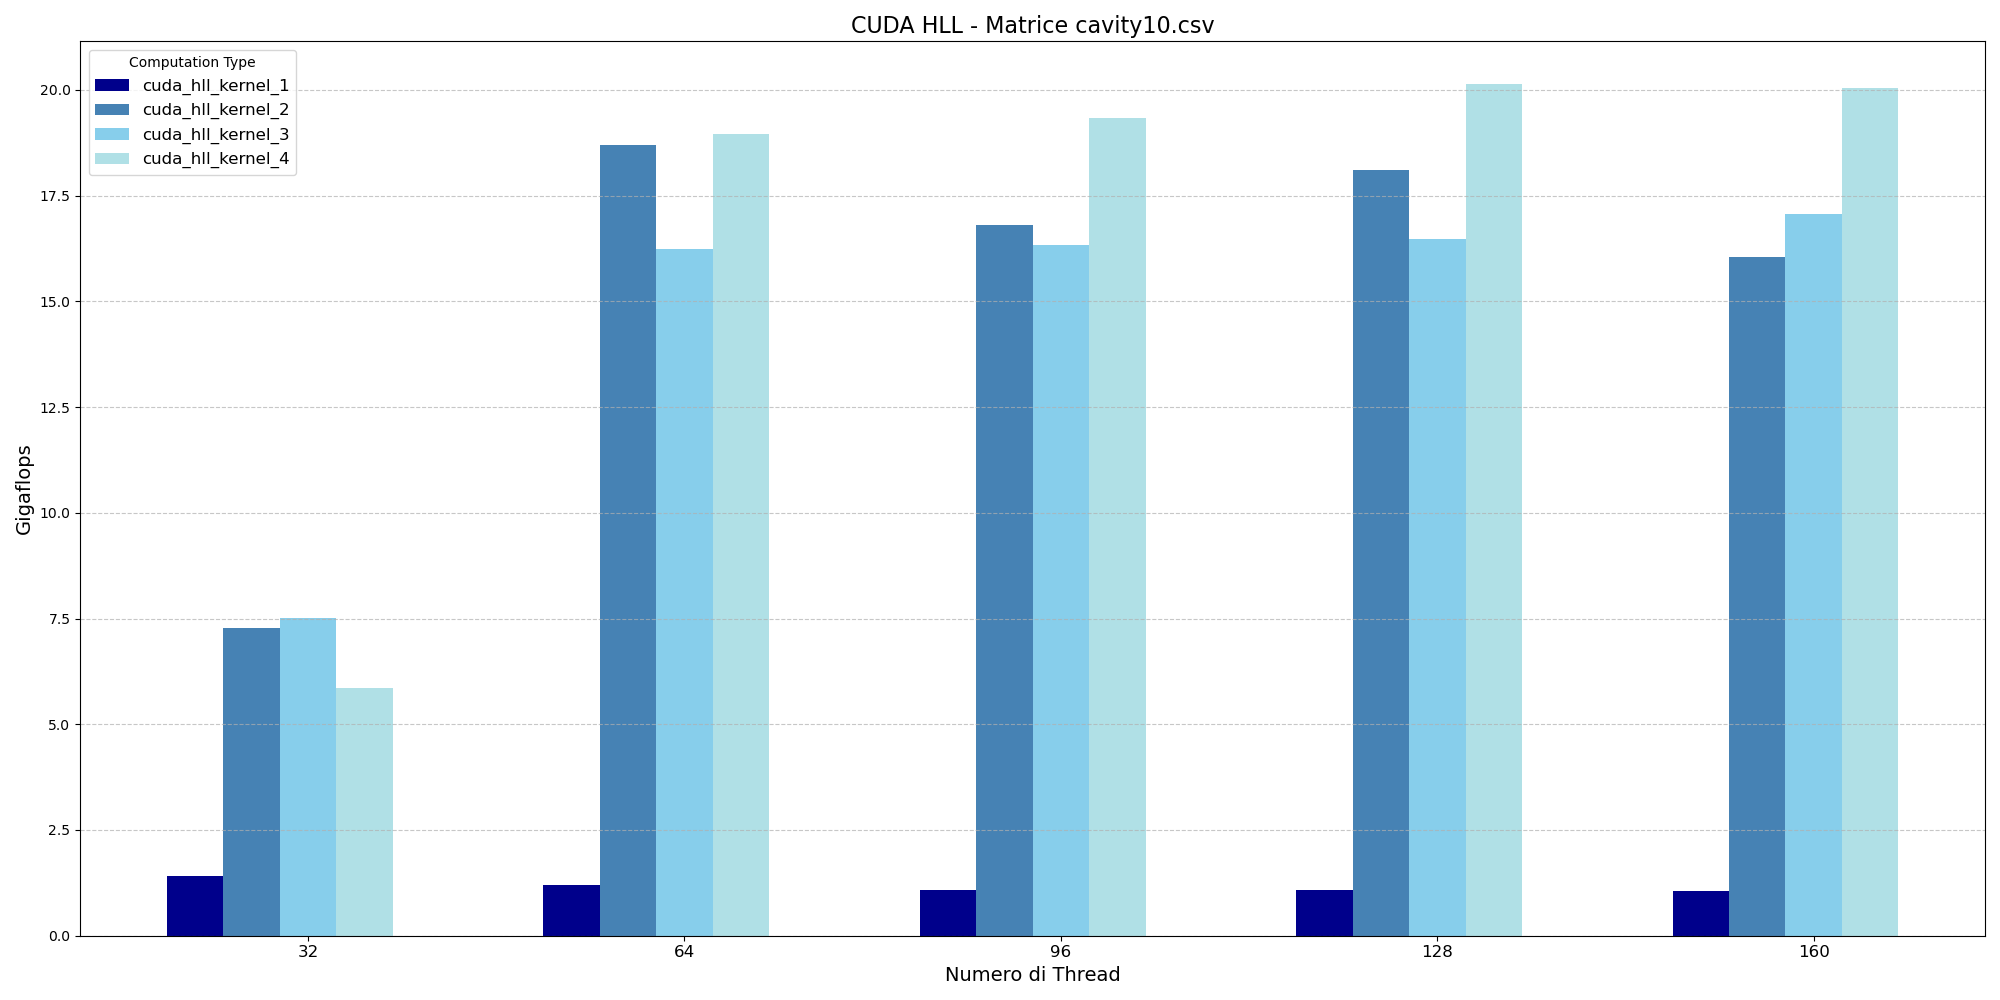 CUDA HLL - Matrice cavity10.csv
Computation Type
cuda_hll_kernel_1
cuda_hll_kernel_2
cuda_hll_kernel_3
cuda_hll_kernel_4
Gigaflops
20.0
17.5
15.0
12.5
10.0
7.5
5.0
2.5
0.0
32 64 96 128 160
Numero di Thread